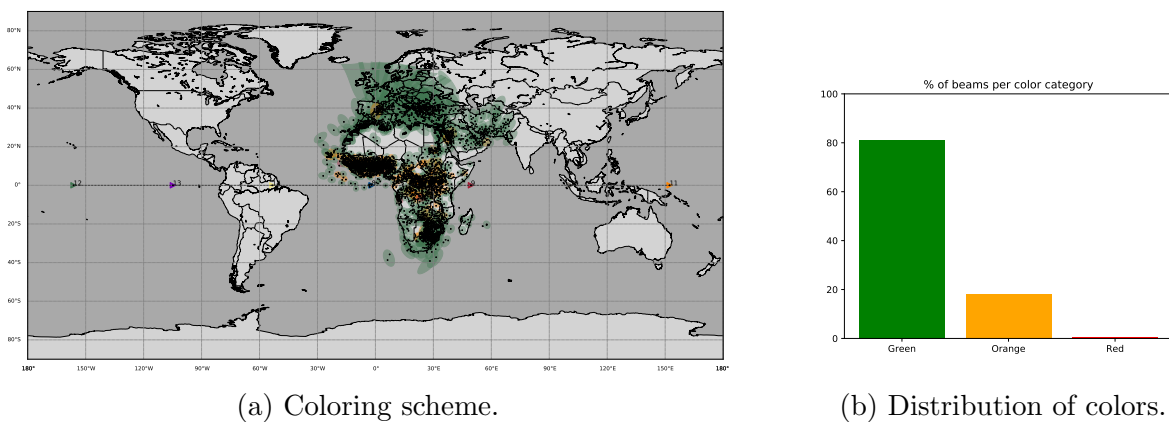 80°N
60°N
40°N
20°N
0°
20°S
40°S
60°S
80°S
12
13
9
11
180°
150°W
120°W
90°W
60°W
30°W
0°
30°E
60°E
90°E
120°E
150°E
180°
(a) Coloring scheme.
% of beams per color category
100
80
60
40
20
0
Green
Orange
Red
(b) Distribution of colors.